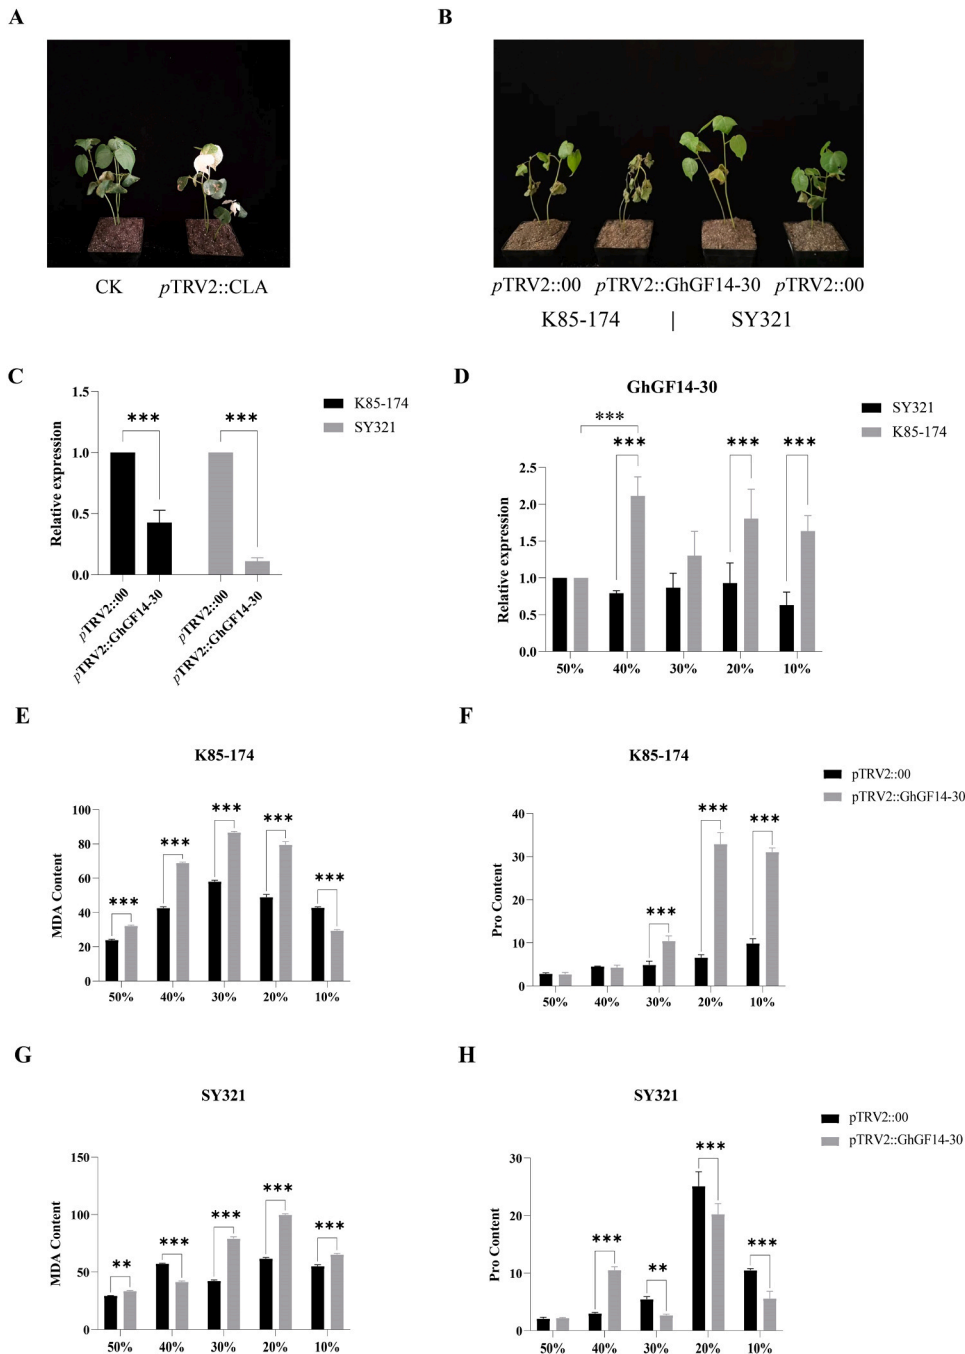 A
B
CK pTRV2::CLA
pTRV2::00 pTRV2::GhGF14-30 pTRV2::00
K85-174 | SY321
C
Relative expression
1.5
1.0
0.5
0.0
***
***
pTRV2::00
pTRV2::GhGF14-30
pTRV2::00
pTRV2::GhGF14-30
K85-174
SY321
D
GhGF14-30
Relative expression
2.5
2.0
1.5
1.0
0.5
0.0
***
***
***
***
50% 40% 30% 20% 10%
SY321
K85-174
E
K85-174
MDA Content
100
80
60
40
20
0
***
***
***
***
***
50% 40% 30% 20% 10%
F
K85-174
Pro Content
40
30
20
10
0
***
***
***
50% 40% 30% 20% 10%
pTRV2::00
pTRV2::GhGF14-30
G
SY321
MDA Content
150
100
50
0
**
***
***
***
***
50% 40% 30% 20% 10%
H
SY321
Pro Content
30
20
10
0
***
**
***
***
50% 40% 30% 20% 10%
pTRV2::00
pTRV2::GhGF14-30